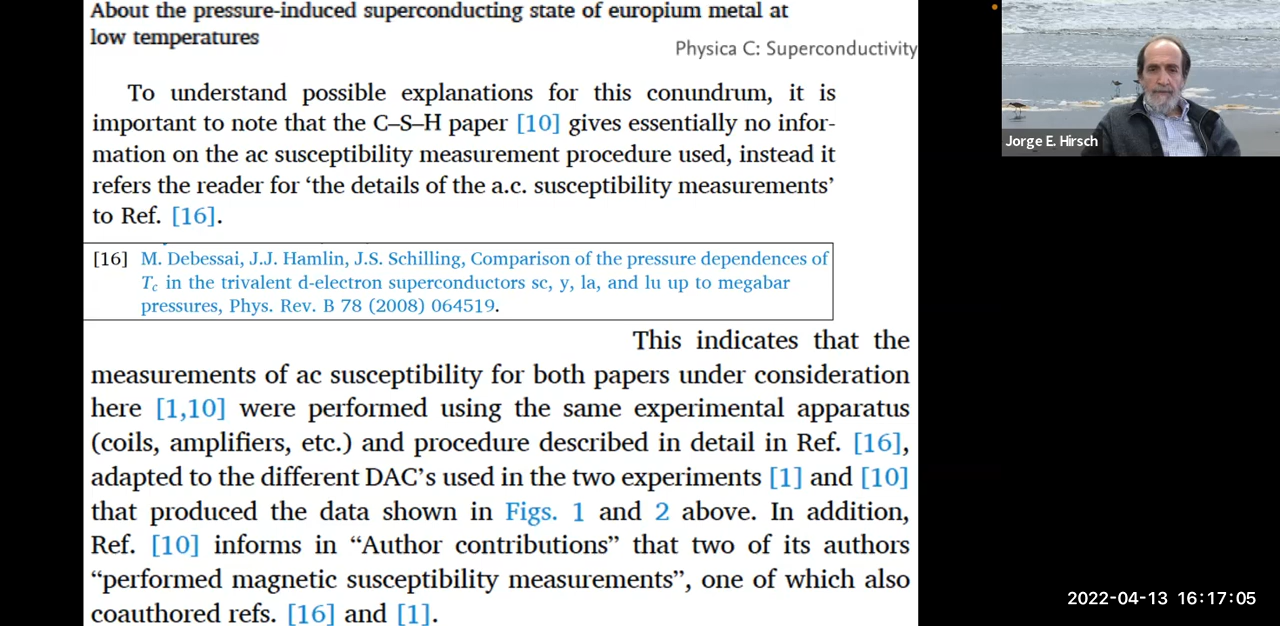 About the pressure-induced superconducting state of europium metal at
low temperatures
Physica C: Superconductivity
To understand possible explanations for this conundrum, it is
important to note that the C–S–H paper [10] gives essentially no infor-
mation on the ac susceptibility measurement procedure used, instead it
refers the reader for ‘the details of the a.c. susceptibility measurements’
to Ref. [16].
[16] M. Debessai, J.J. Hamlin, J.S. Schilling, Comparison of the pressure dependences of
Tc in the trivalent d-electron superconductors sc, y, la, and lu up to megabar
pressures, Phys. Rev. B 78 (2008) 064519.
This indicates that the
measurements of ac susceptibility for both papers under consideration
here [1,10] were performed using the same experimental apparatus
(coils, amplifiers, etc.) and procedure described in detail in Ref. [16],
adapted to the different DAC’s used in the two experiments [1] and [10]
that produced the data shown in Figs. 1 and 2 above. In addition,
Ref. [10] informs in “Author contributions” that two of its authors
“performed magnetic susceptibility measurements”, one of which also
coauthored refs. [16] and [1].
Jorge E. Hirsch
2022-04-13 16:17:05